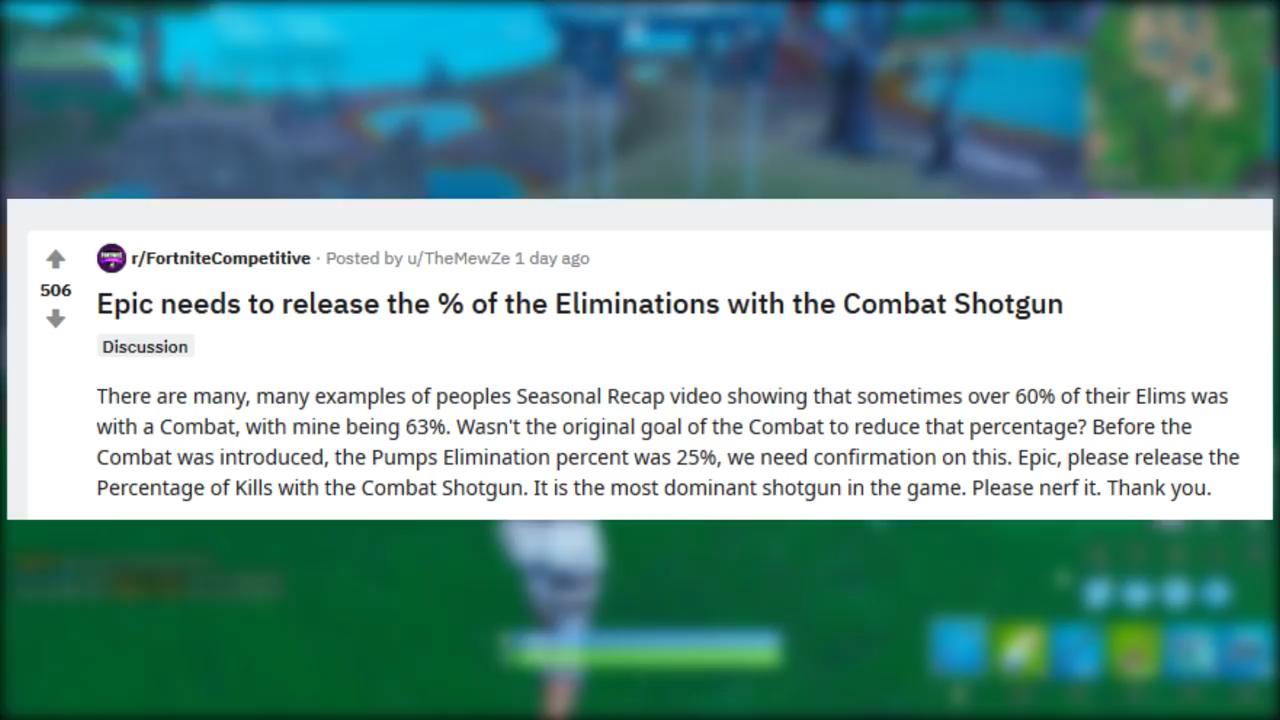 r/FortniteCompetitive · Posted by u/TheMewZe 1 day ago
506
Epic needs to release the % of the Eliminations with the Combat Shotgun
Discussion
There are many, many examples of peoples Seasonal Recap video showing that sometimes over 60% of their Elims was
with a Combat, with mine being 63%. Wasn't the original goal of the Combat to reduce that percentage? Before the
Combat was introduced, the Pumps Elimination percent was 25%, we need confirmation on this. Epic, please release the
Percentage of Kills with the Combat Shotgun. It is the most dominant shotgun in the game. Please nerf it. Thank you.